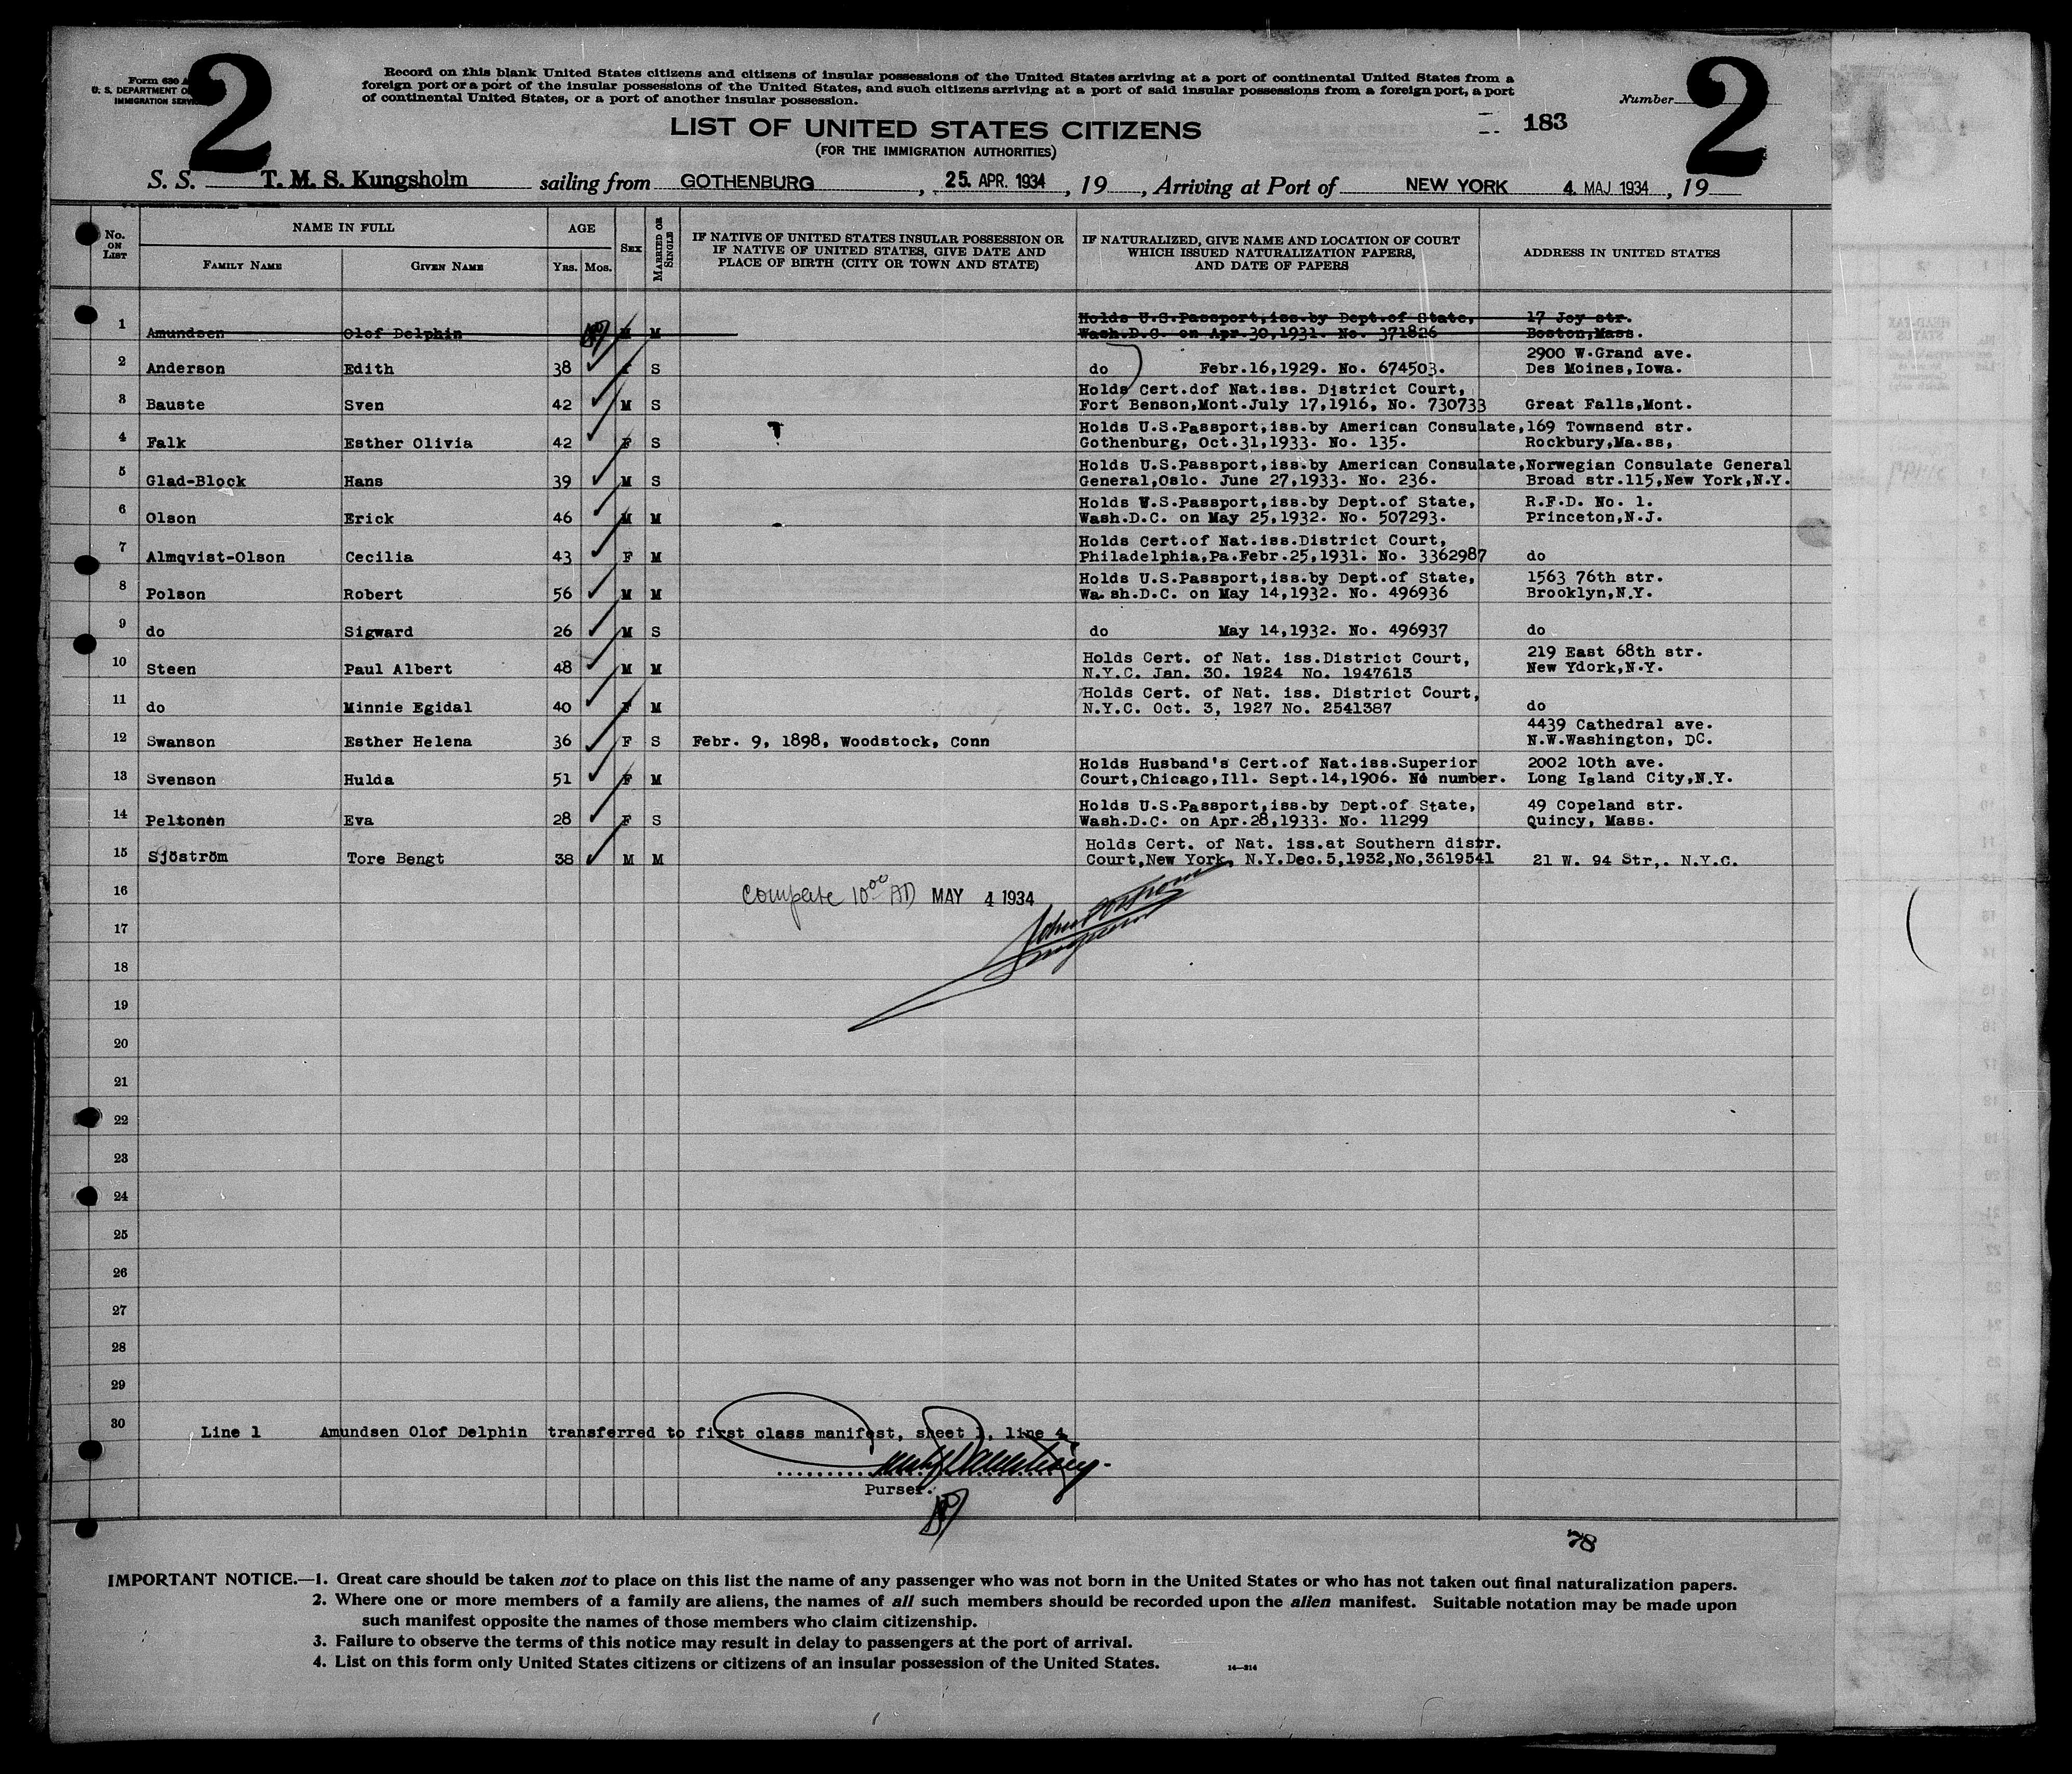 Form 630
U. S. DEPARTMENT O
IMMIGRATION SERV
2
Record on this blank United States citizens and citizens of insular possessions of the United States arriving at a port of continental United States from a
foreign port or a port of the insular possessions of the United States, and such citizens arriving at a port of said insular possessions from a foreign port, a port
of continental United States, or a port of another insular possession.
Number
2
LIST OF UNITED STATES CITIZENS
183
(FOR THE IMMIGRATION AUTHORITIES)
S. S. T. M. S. Kungsholm sailing from GOTHENBURG, 25. APR. 1934, 19, Arriving at Port of NEW YORK 4. MAJ 1934, 19
No. ON LIST
NAME IN FULL
FAMILY NAME
GIVEN NAME
AGE
YRS. MOS.
SEX
MARRIED OR SINGLE
IF NATIVE OF UNITED STATES INSULAR POSSESSION OR
IF NATIVE OF UNITED STATES, GIVE DATE AND
PLACE OF BIRTH (CITY OR TOWN AND STATE)
IF NATURALIZED, GIVE NAME AND LOCATION OF COURT
WHICH ISSUED NATURALIZATION PAPERS,
AND DATE OF PAPERS
ADDRESS IN UNITED STATES
Holds U.S.Passport,iss.by Dept.of State, 17 Joy str.
1 Amundsen Olof Delphin M M Wash.D.C. on Apr.30,1931. No. 371826 Boston,Mass.
2900 W.Grand ave.
2 Anderson Edith 38 S do Febr.16,1929. No. 674503. Des Moines,Iowa.
Holds Cert.dof Nat.iss. District Court,
3 Bauste Sven 42 M S Fort Benson,Mont.July 17,1916, No. 730733 Great Falls,Mont.
Holds U.S.Passport,iss.by American Consulate, 169 Townsend str.
4 Falk Esther Olivia 42 F S Gothenburg, Oct.31,1933. No. 135. Rockbury,Ma.ss,
Holds U.S.Passport,iss.by American Consulate, Norwegian Consulate General
5 Glad-Block Hans 39 M S General,Oslo. June 27,1933. No. 236. Broad str.115,New York,N.Y.
Holds U.S.Passport,iss.by Dept.of State, R.F.D. No. 1.
6 Olson Erick 46 M M Wash.D.C. on May 25,1932. No. 507293. Princeton,N.J.
Holds Cert.of Nat.iss.District Court,
7 Almqvist-Olson Cecilia 43 F M Philadelphia,Pa.Febr.25,1931. No. 3362987 do
Holds U.S.Passport,iss.by Dept.of State, 1563 76th str.
8 Polson Robert 56 M M Wa.sh.D.C. on May 14,1932. No. 496936 Brooklyn,N.Y.
9 do Sigward 26 M S do May 14,1932. No. 496937 do
Holds Cert. of Nat. iss.District Court, 219 East 68th str.
10 Steen Paul Albert 48 M M N.Y.C. Jan. 30. 1924 No. 1947613 New Ydork,N.Y.
Holds Cert. of Nat. iss. District Court,
11 do Minnie Egidal 40 F M N.Y.C. Oct. 3, 1927 No. 2541387 do
4439 Cathedral ave.
12 Swanson Esther Helena 36 F S Febr. 9, 1898, Woodstock, Conn N.W.Washington, DC.
Holds Husband's Cert.of Nat.iss.Superior 2002 10th ave.
13 Svenson Hulda 51 F M Court,Chicago,Ill. Sept.14,1906. No number. Long Island City,N.Y.
Holds U.S.Passport,iss.by Dept.of State, 49 Copeland str.
14 Peltonen Eva 28 F S Wash.D.C. on Apr.28,1933. No. 11299 Quincy, Mass.
Holds Cert. of Nat. iss.at Southern distr.
15 Sjöström Tore Bengt 38 M M Court,New York, N.Y.Dec.5,1932,No,3619541 21 W. 94 Str,. N.Y.C.
16 Compare 10⁰⁰ AD MAY 4 1934
17
18
19
20
21
22
23
24
25
26
27
28
29
30
Line 1 Amundsen Olof Delphin transferred to first class manifest, sheet 1, line 4
Purser.
78
IMPORTANT NOTICE.—1. Great care should be taken not to place on this list the name of any passenger who was not born in the United States or who has not taken out final naturalization papers.
2. Where one or more members of a family are aliens, the names of all such members should be recorded upon the alien manifest. Suitable notation may be made upon
such manifest opposite the names of those members who claim citizenship.
3. Failure to observe the terms of this notice may result in delay to passengers at the port of arrival.
4. List on this form only United States citizens or citizens of an insular possession of the United States.
14—214